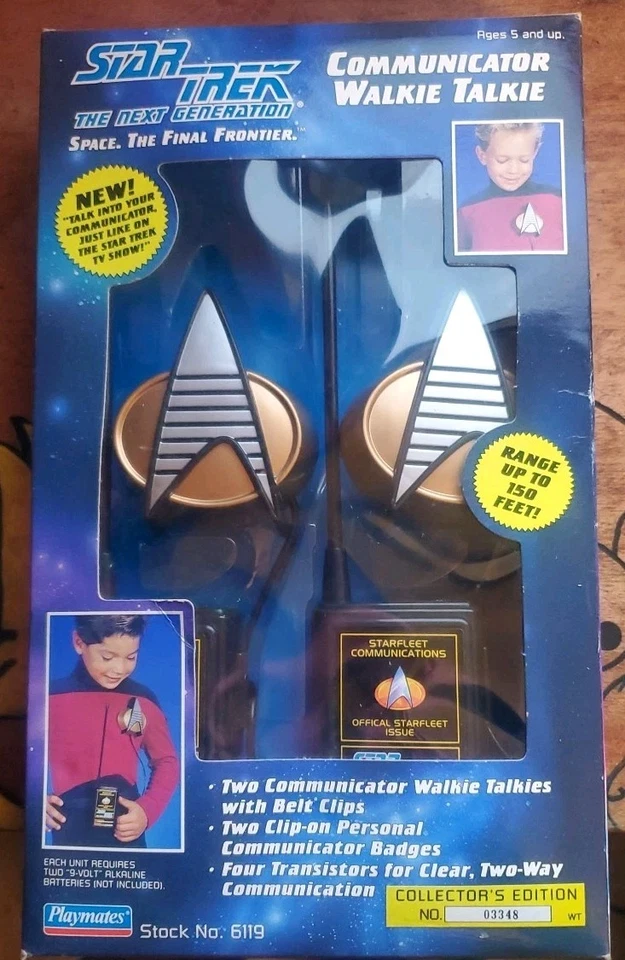 Ages 5 and up.
STAR TREK
THE NEXT GENERATION®
SPACE. THE FINAL FRONTIER.™
COMMUNICATOR
WALKIE TALKIE
NEW!
"TALK INTO YOUR
COMMUNICATOR,
JUST LIKE ON
THE STAR TREK
TV SHOW!"
RANGE
UP TO
150
FEET!
STARFLEET
COMMUNICATIONS
OFFICAL STARFLEET
ISSUE
STAR
• Two Communicator Walkie Talkies
with Belt Clips
• Two Clip-on Personal
Communicator Badges
• Four Transistors for Clear, Two-Way
Communication
EACH UNIT REQUIRES
TWO "9-VOLT" ALKALINE
BATTERIES (NOT INCLUDED).
Playmates®
Stock No. 6119
COLLECTOR'S EDITION
NO. 03348 WT